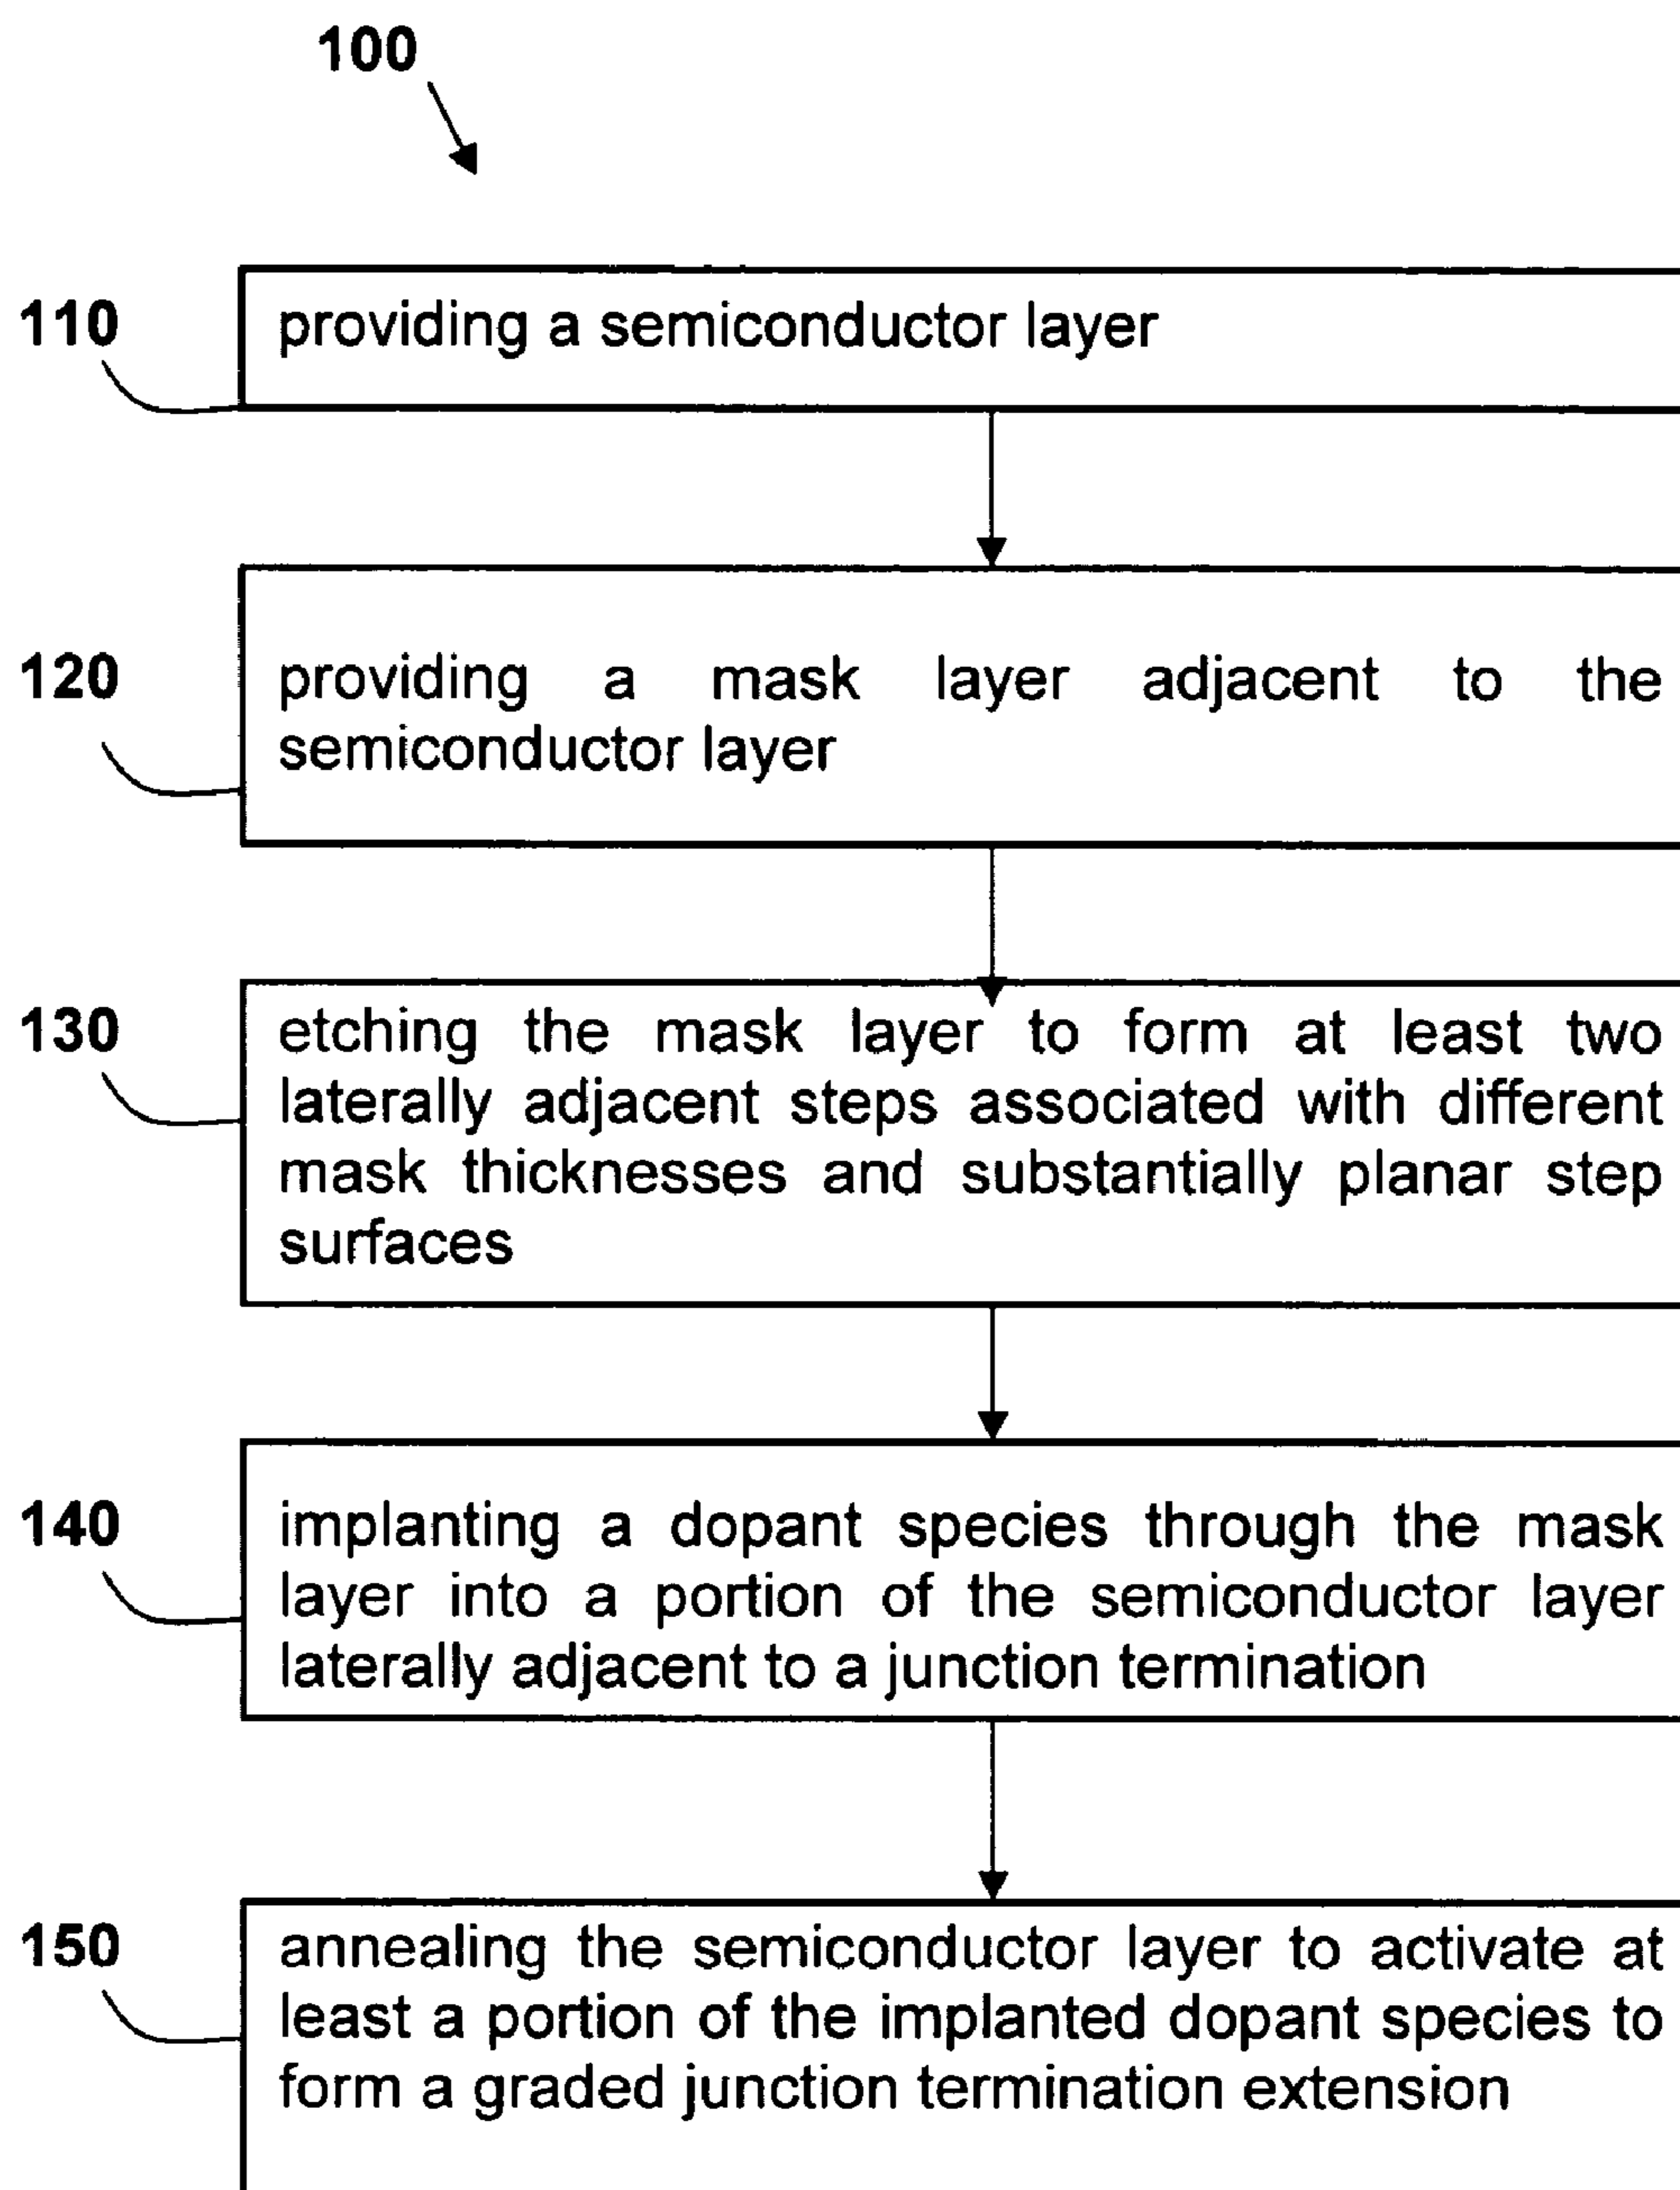 100
110
providing a semiconductor layer
120
providing a mask layer adjacent to the
semiconductor layer
130
etching the mask layer to form at least two
laterally adjacent steps associated with different
mask thicknesses and substantially planar step
surfaces
140
implanting a dopant species through the mask
layer into a portion of the semiconductor layer
laterally adjacent to a junction termination
150
annealing the semiconductor layer to activate at
least a portion of the implanted dopant species to
form a graded junction termination extension